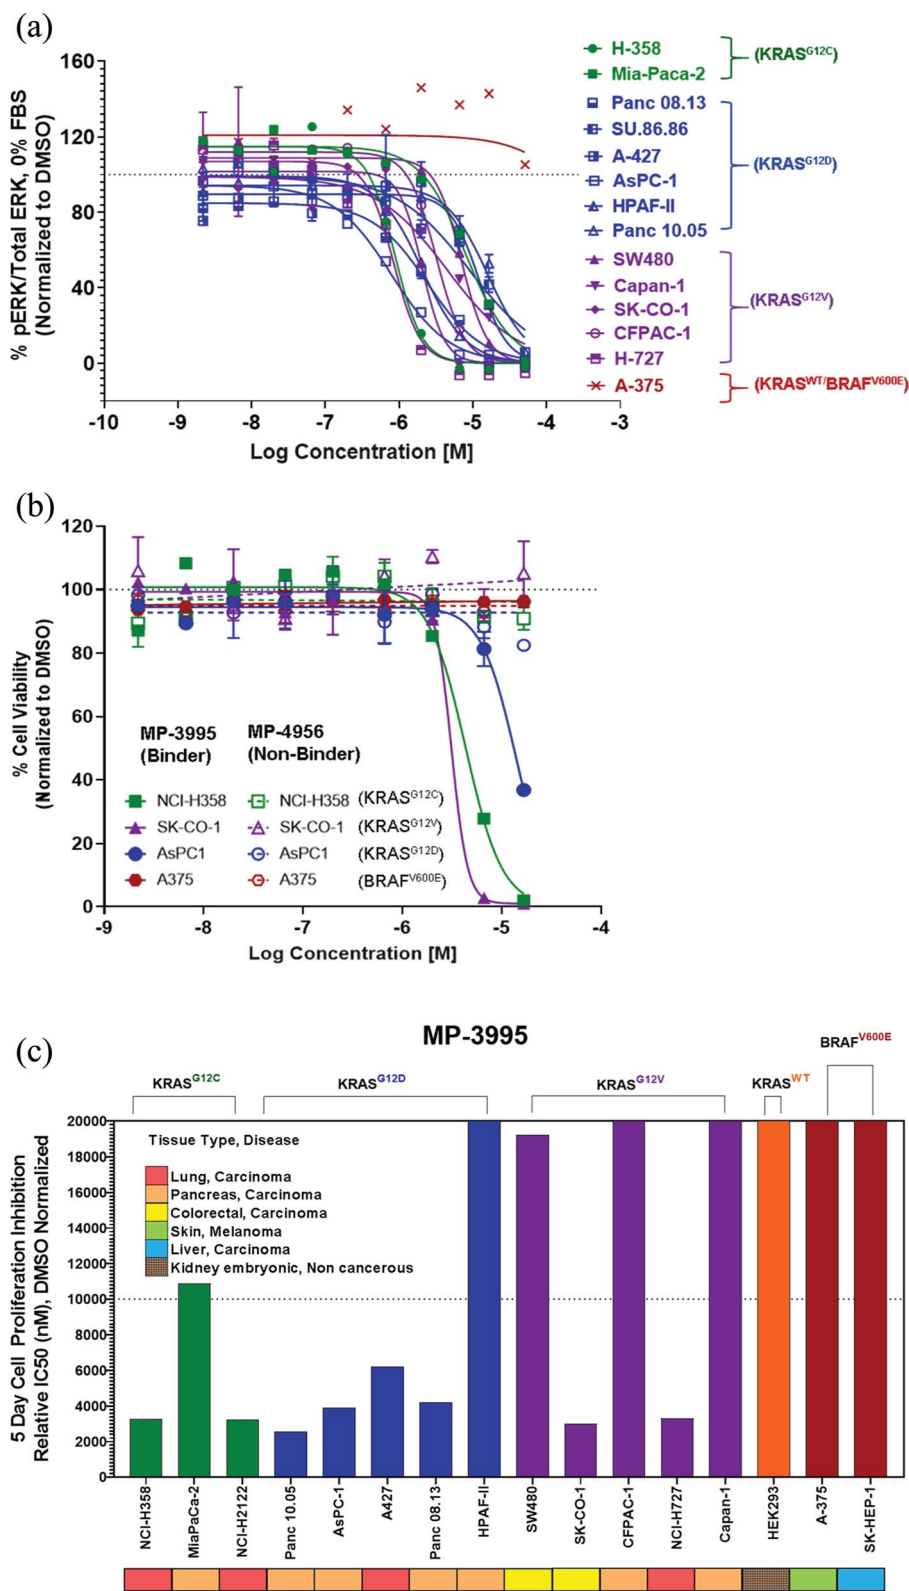 (a)
% pERK/Total ERK, 0% FBS
(Normalized to DMSO)
160
120
80
40
0
-10
-9
-8
-7
-6
-5
-4
-3
Log Concentration [M]
H-358
Mia-Paca-2
(KRASG12C)
Panc 08.13
SU.86.86
A-427
AsPC-1
HPAF-II
Panc 10.05
(KRASG12D)
SW480
Capan-1
SK-CO-1
CFPAC-1
H-727
(KRASG12V)
A-375
(KRASWT/BRAFV600E)
(b)
% Cell Viability
(Normalized to DMSO)
120
100
80
60
40
20
0
-9
-8
-7
-6
-5
-4
Log Concentration [M]
MP-3995 MP-4956
(Binder) (Non-Binder)
NCI-H358 NCI-H358 (KRASG12C)
SK-CO-1 SK-CO-1 (KRASG12V)
AsPC1 AsPC1 (KRASG12D)
A375 A375 (BRAFV600E)
(c)
MP-3995
KRASG12C
KRASG12D
KRASG12V
KRASWT
BRAFV600E
5 Day Cell Proliferation Inhibition
Relative IC50 (nM), DMSO Normalized
20000
18000
16000
14000
12000
10000
8000
6000
4000
2000
0
Tissue Type, Disease
Lung, Carcinoma
Pancreas, Carcinoma
Colorectal, Carcinoma
Skin, Melanoma
Liver, Carcinoma
Kidney embryonic, Non cancerous
NCI-H358
MiaPaCa-2
NCI-H2122
Panc 10.05
AsPC-1
A427
Panc 08.13
HPAF-II
SW480
SK-CO-1
CFPAC-1
NCI-H727
Capan-1
HEK293
A-375
SK-HEP-1